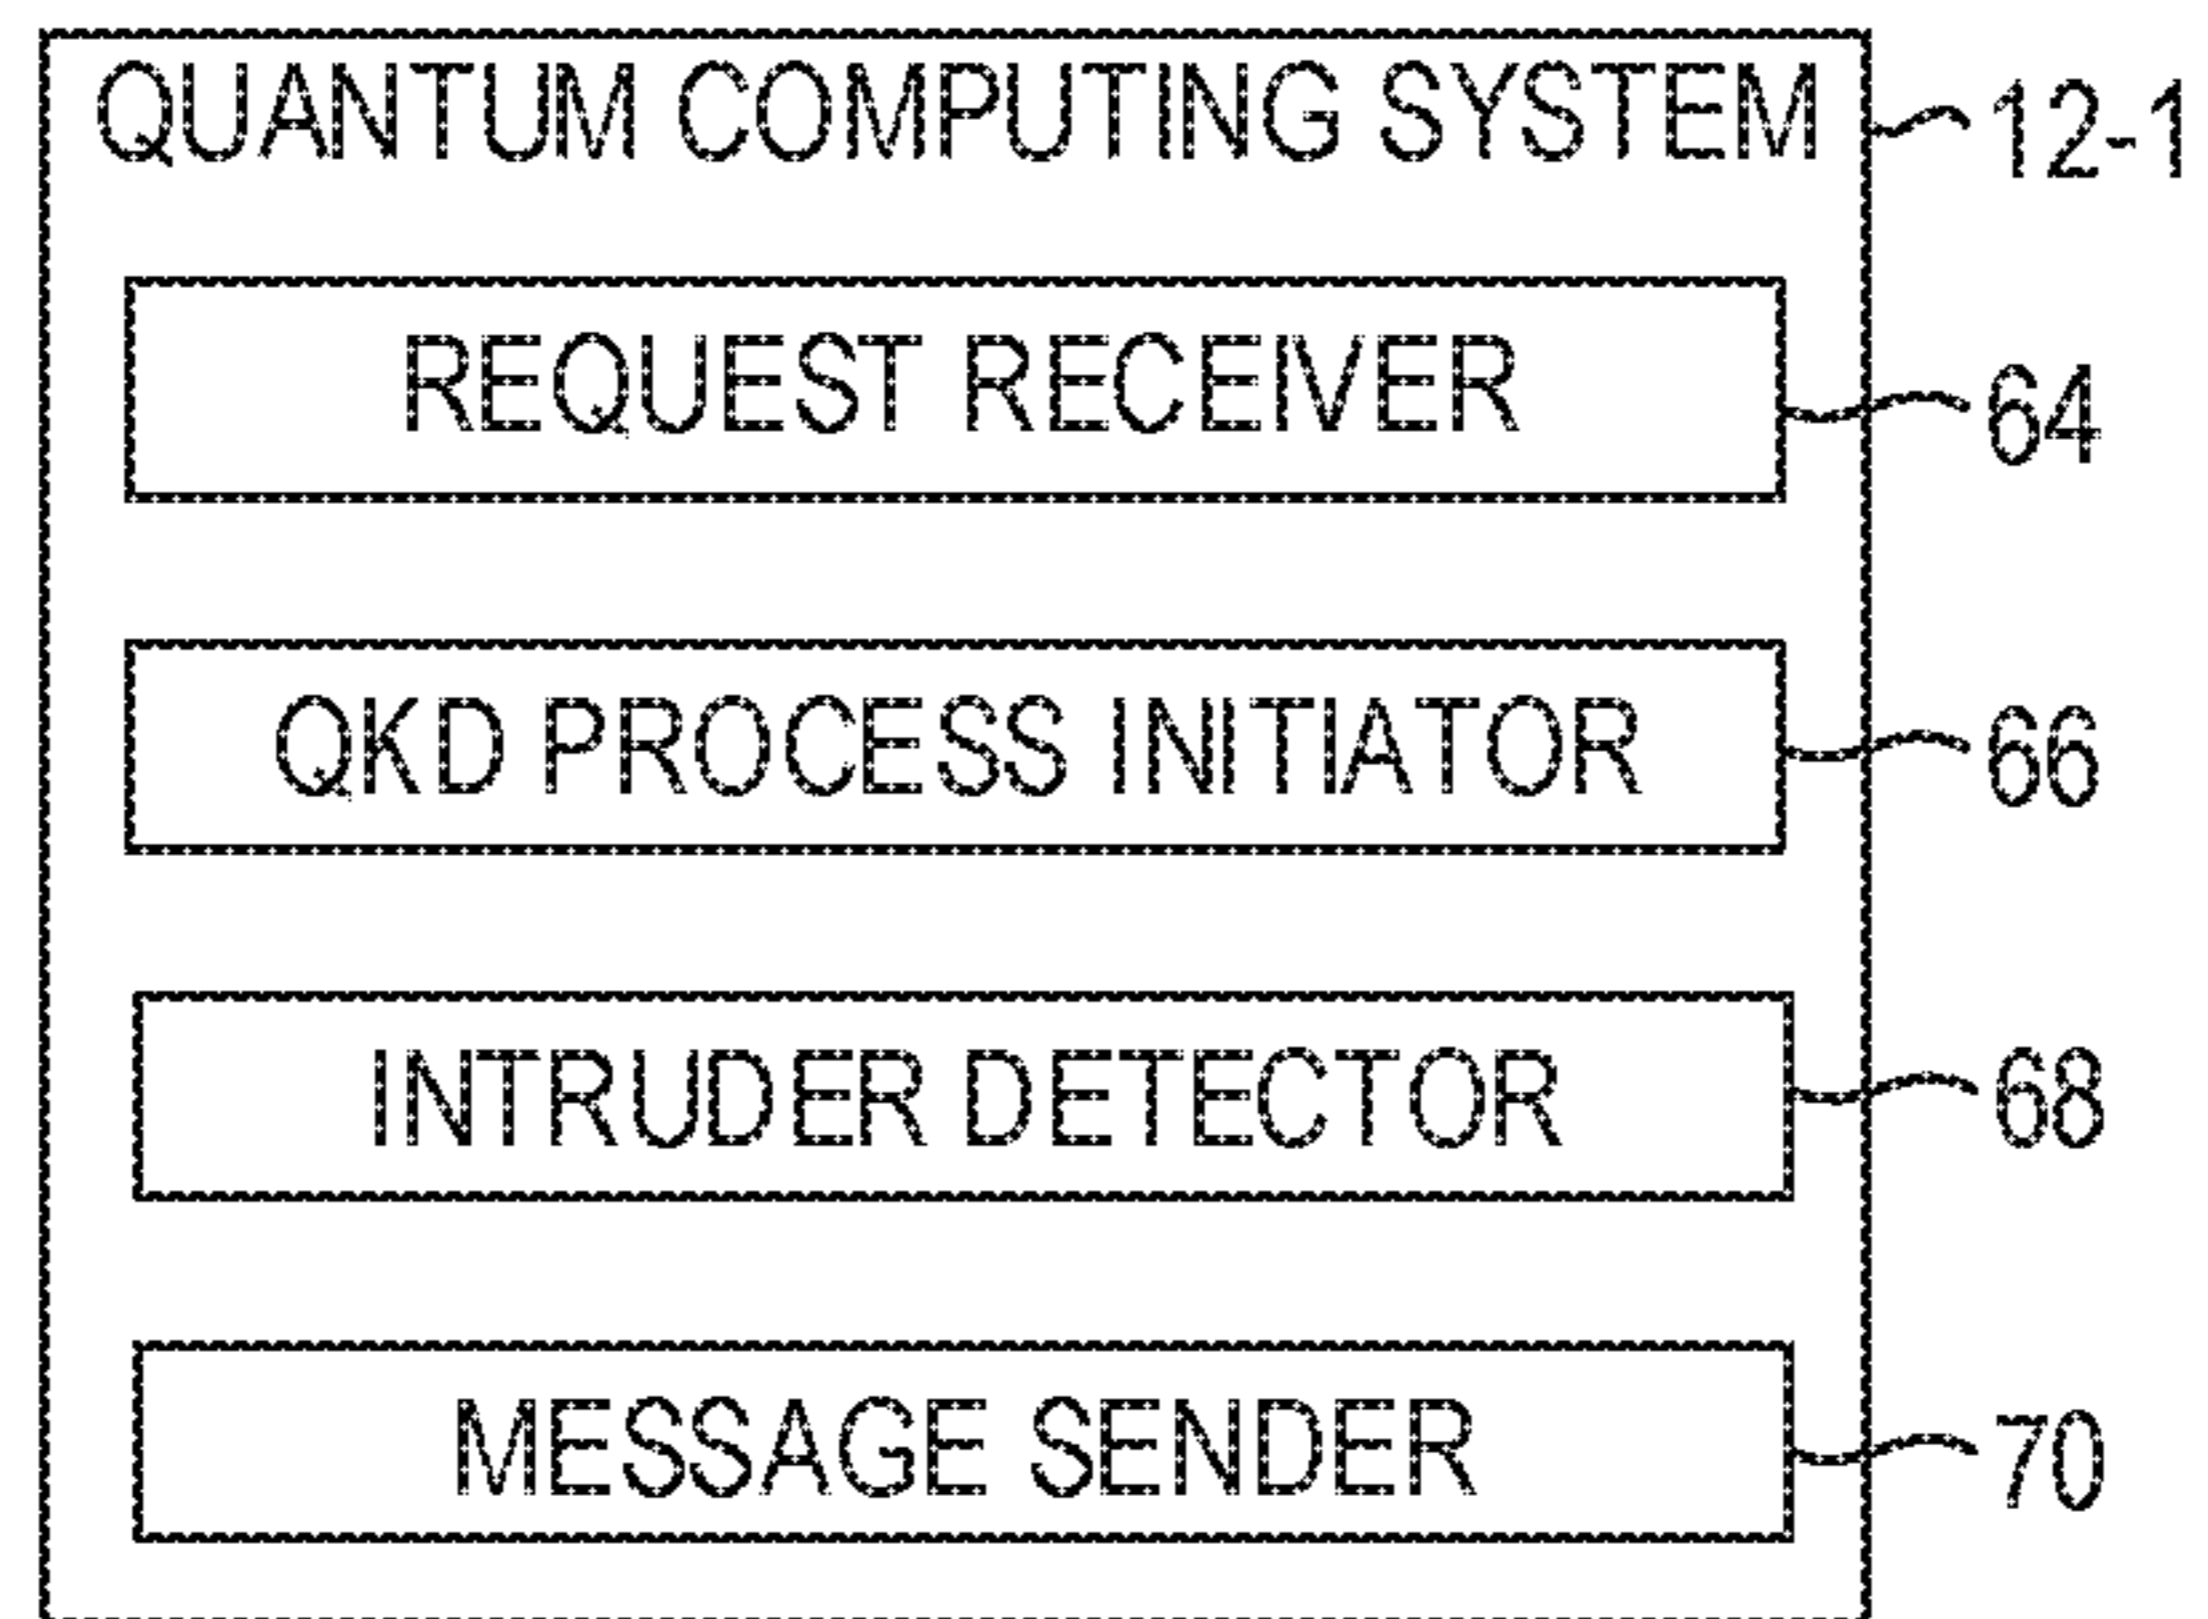 QUANTUM COMPUTING SYSTEM 12-1
REQUEST RECEIVER 64
QKD PROCESS INITIATOR 66
INTRUDER DETECTOR 68
MESSAGE SENDER 70